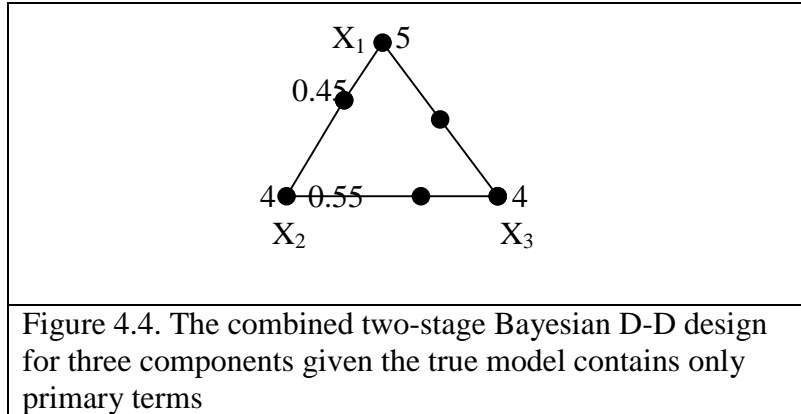 X₁ 5
0.45
4 0.55 4
X₂ X₃
Figure 4.4. The combined two-stage Bayesian D-D design
for three components given the true model contains only
primary terms